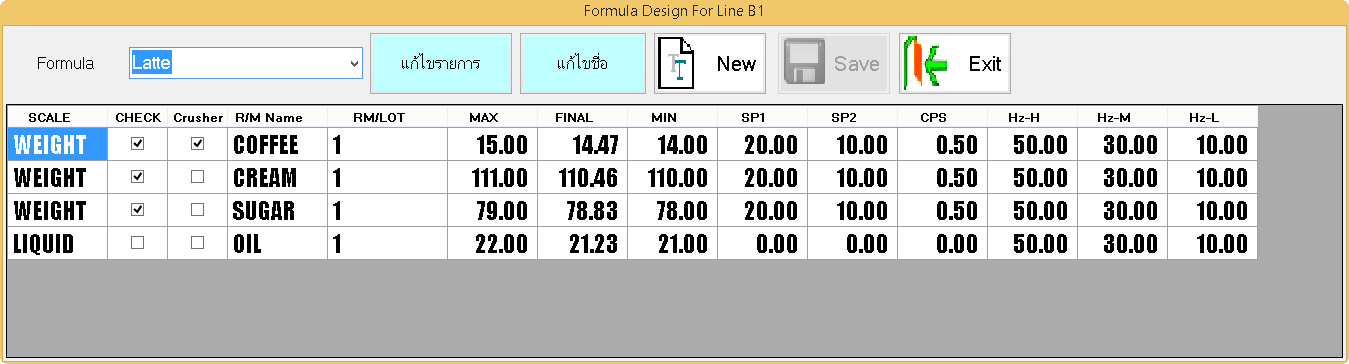 Formula Design For Line B1
Formula Latte แก้ไขรายการ แก้ไขชื่อ New Save Exit
SCALE CHECK Crusher R/M Name RM/LOT MAX FINAL MIN SP1 SP2 CPS Hz-H Hz-M Hz-L
WEIGHT COFFEE 1 15.00 14.47 14.00 20.00 10.00 0.50 50.00 30.00 10.00
WEIGHT CREAM 1 111.00 110.46 110.00 20.00 10.00 0.50 50.00 30.00 10.00
WEIGHT SUGAR 1 79.00 78.83 78.00 20.00 10.00 0.50 50.00 30.00 10.00
LIQUID OIL 1 22.00 21.23 21.00 0.00 0.00 0.00 50.00 30.00 10.00